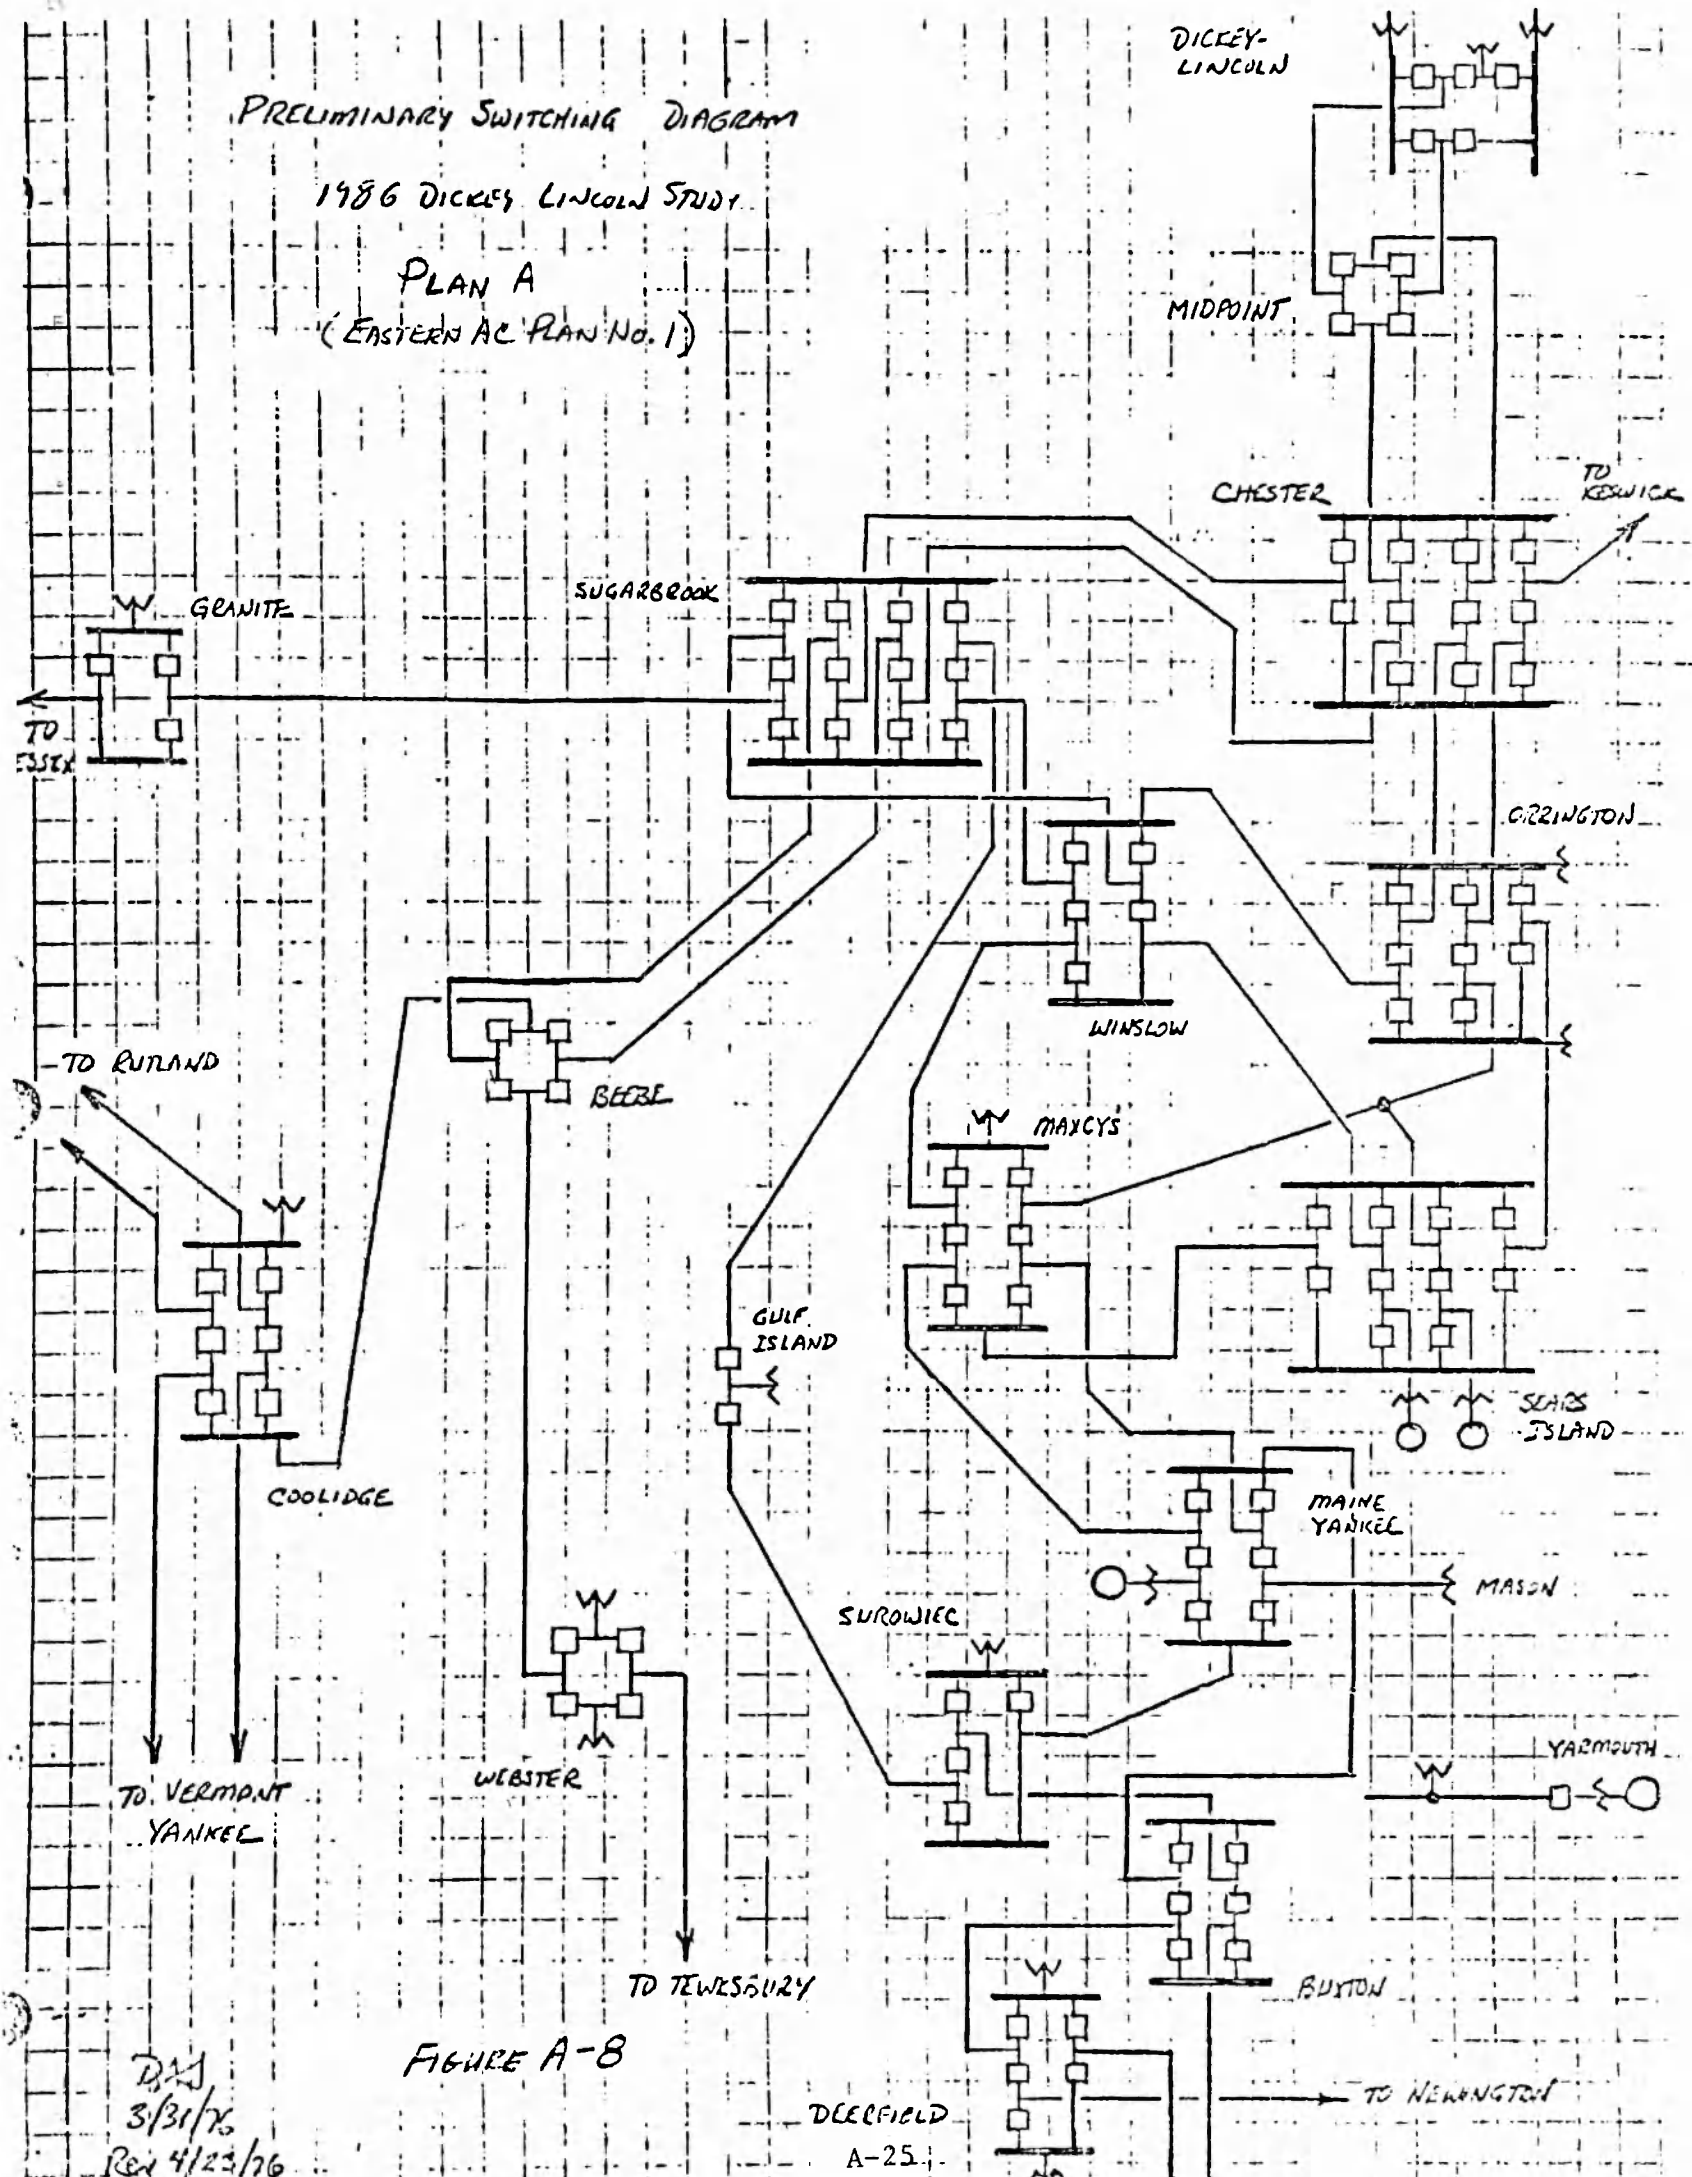 PRELIMINARY SWITCHING DIAGRAM
1986 DICKEY LINCOLN STUDY
PLAN A
(EASTERN AC PLAN NO. 1)
DICKEY-
LINCOLN
MIDPOINT
CHESTER
TO
KESWICK
SUGARBROOK
GRANITE
TO
ESSEX
ORRINGTON
WINSLOW
TO RUTLAND
BEEBE
MAXCYS
GULF
ISLAND
SEARS
ISLAND
COOLIDGE
MAINE
YANKEE
MASON
SUROWIEC
YARMOUTH
WEBSTER
TO VERMONT
YANKEE
TO TEWKSBURY
BUXTON
FIGURE A-8
3/31/76
Rev 4/23/76
DEERFIELD
TO NEWINGTON
A-25